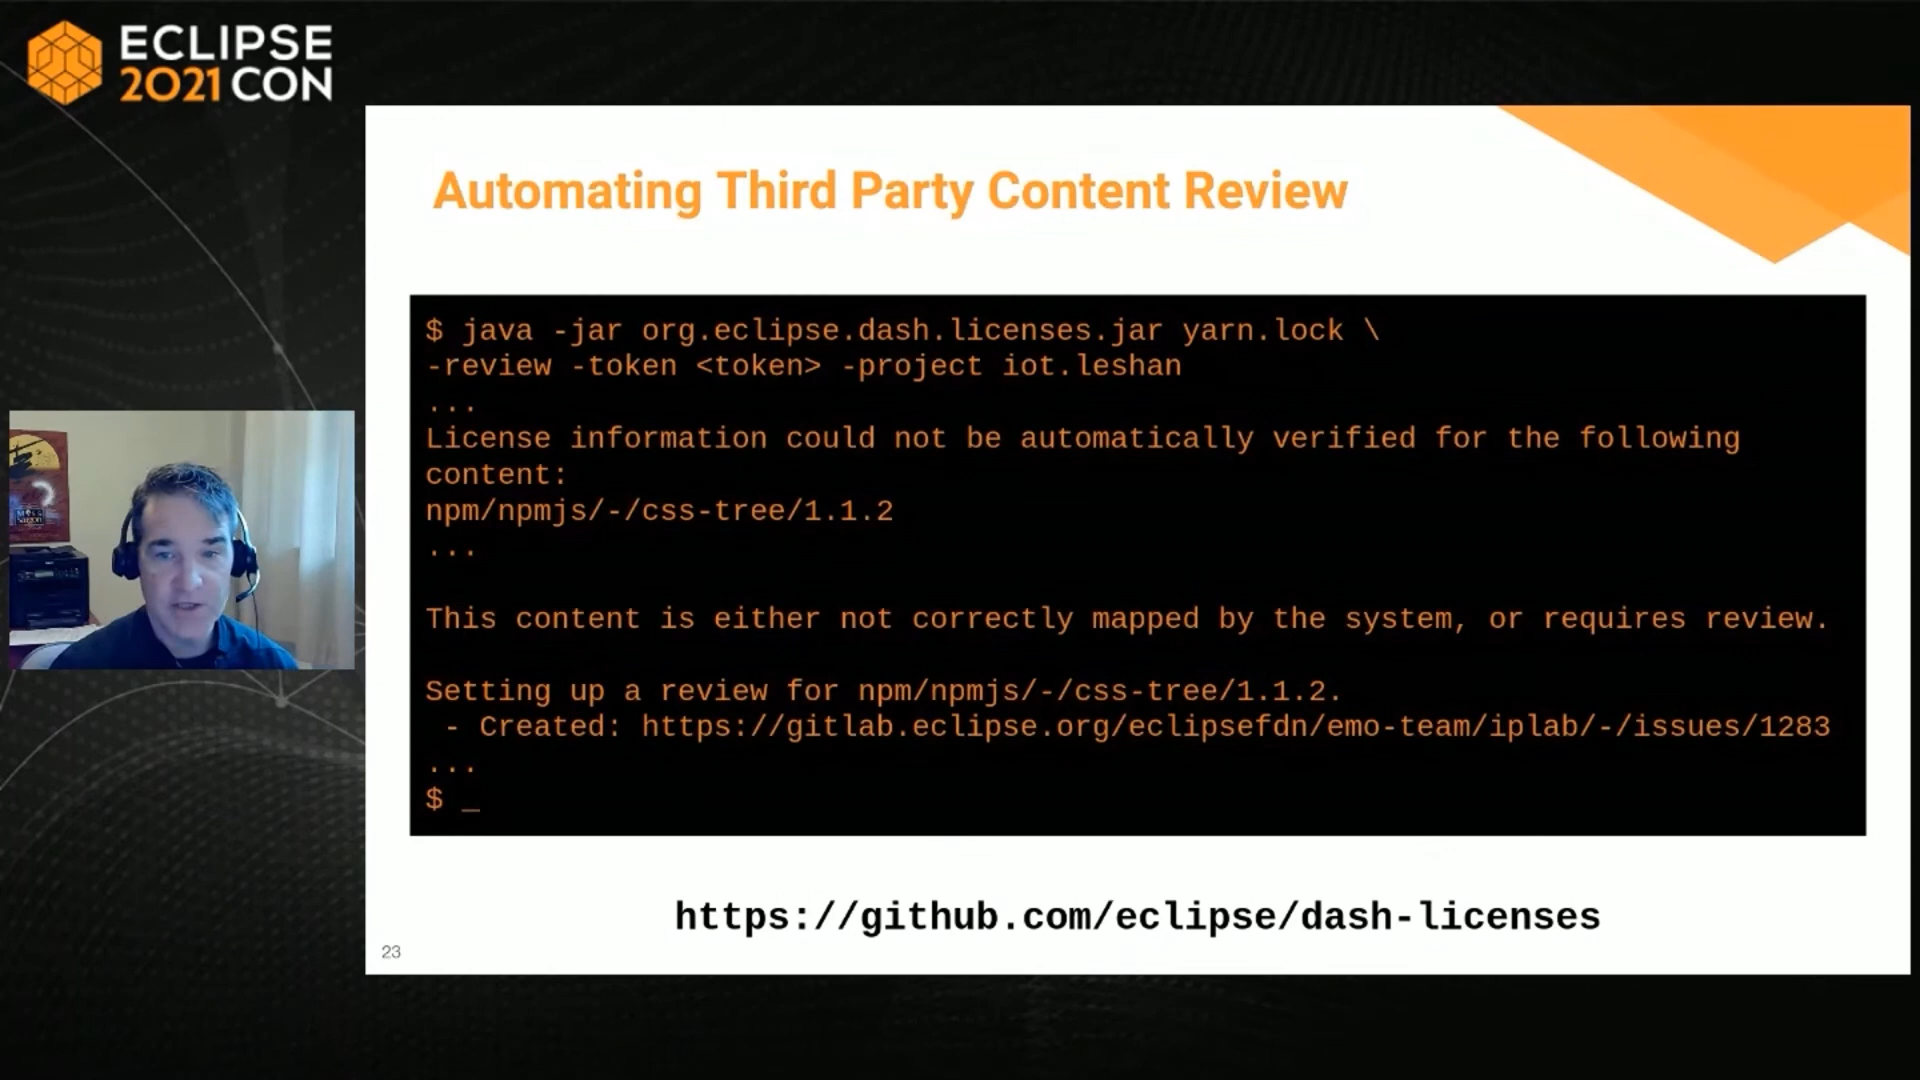 ECLIPSE
2021 CON
Automating Third Party Content Review
$ java -jar org.eclipse.dash.licenses.jar yarn.lock \
-review -token <token> -project iot.leshan
...
License information could not be automatically verified for the following
content:
npm/npmjs/-/css-tree/1.1.2
...
This content is either not correctly mapped by the system, or requires review.
Setting up a review for npm/npmjs/-/css-tree/1.1.2.
- Created: https://gitlab.eclipse.org/eclipsefdn/emo-team/iplab/-/issues/1283
...
$ _
https://github.com/eclipse/dash-licenses
23
MISS
Saigon